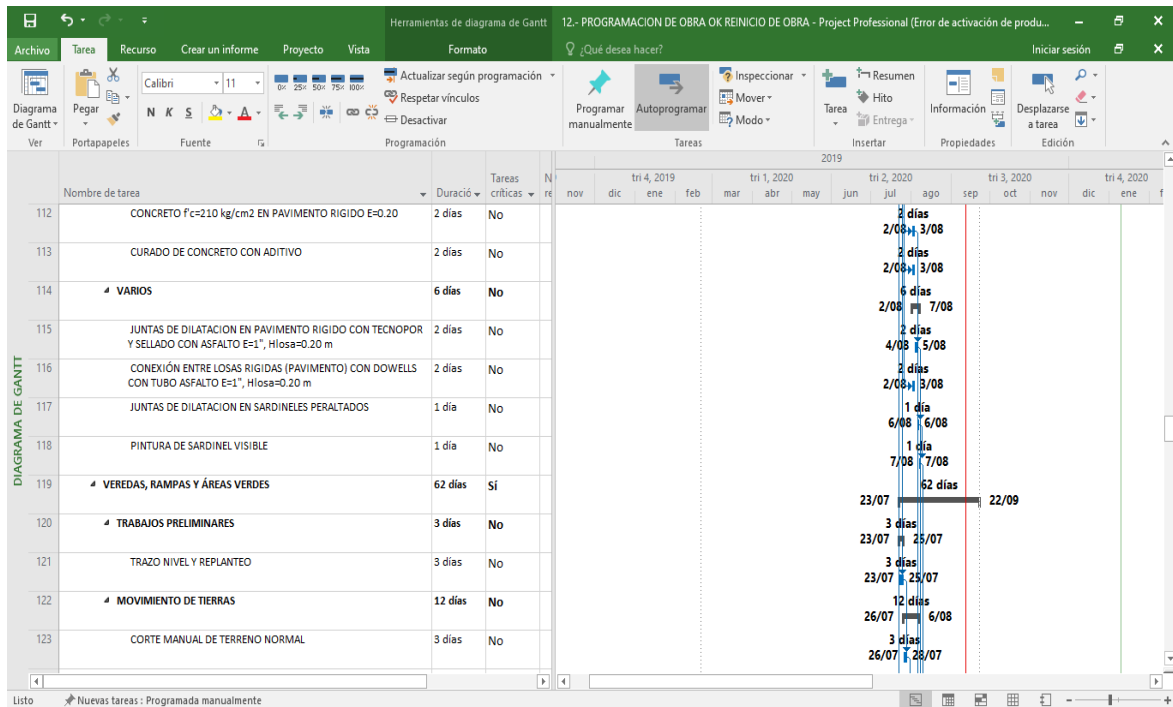 Herramientas de diagrama de Gantt
12.- PROGRAMACION DE OBRA OK REINICIO DE OBRA - Project Professional (Error de activación de produ...
Archivo
Tarea
Recurso
Crear un informe
Proyecto
Vista
Formato
¿Qué desea hacer?
Iniciar sesión
Diagrama
de Gantt
Pegar
Calibri
11
N K S
0× 25× 50× 75× 100×
Actualizar según programación
Respetar vínculos
Desactivar
Programar
manualmente
Autoprogramar
Inspeccionar
Mover
Modo
Tarea
Resumen
Hito
Entrega
Información
Desplazarse
a tarea
Ver
Portapapeles
Fuente
Programación
Tareas
Insertar
Propiedades
Edición
2019
tri 4, 2019
tri 1, 2020
tri 2, 2020
tri 3, 2020
tri 4, 2020
Nombre de tarea
Duració
Tareas
críticas
N
re
nov dic ene feb mar abr may jun jul ago sep oct nov dic ene f
DIAGRAMA DE GANTT
112 CONCRETO f'c=210 kg/cm2 EN PAVIMENTO RIGIDO E=0.20 2 días No
2 días
2/08 3/08
113 CURADO DE CONCRETO CON ADITIVO 2 días No
2 días
2/08 3/08
114 VARIOS 6 días No
6 días
2/08 7/08
115 JUNTAS DE DILATACION EN PAVIMENTO RIGIDO CON TECNOPOR 2 días No
Y SELLADO CON ASFALTO E=1", Hlosa=0.20 m
2 días
4/08 5/08
116 CONEXIÓN ENTRE LOSAS RIGIDAS (PAVIMENTO) CON DOWELLS 2 días No
CON TUBO ASFALTO E=1", Hlosa=0.20 m
2 días
2/08 3/08
117 JUNTAS DE DILATACION EN SARDINELES PERALTADOS 1 día No
1 día
6/08 6/08
118 PINTURA DE SARDINEL VISIBLE 1 día No
1 día
7/08 7/08
119 VEREDAS, RAMPAS Y ÁREAS VERDES 62 días Sí
62 días
23/07 22/09
120 TRABAJOS PRELIMINARES 3 días No
3 días
23/07 25/07
121 TRAZO NIVEL Y REPLANTEO 3 días No
3 días
23/07 25/07
122 MOVIMIENTO DE TIERRAS 12 días No
12 días
26/07 6/08
123 CORTE MANUAL DE TERRENO NORMAL 3 días No
3 días
26/07 28/07
Listo
Nuevas tareas : Programada manualmente